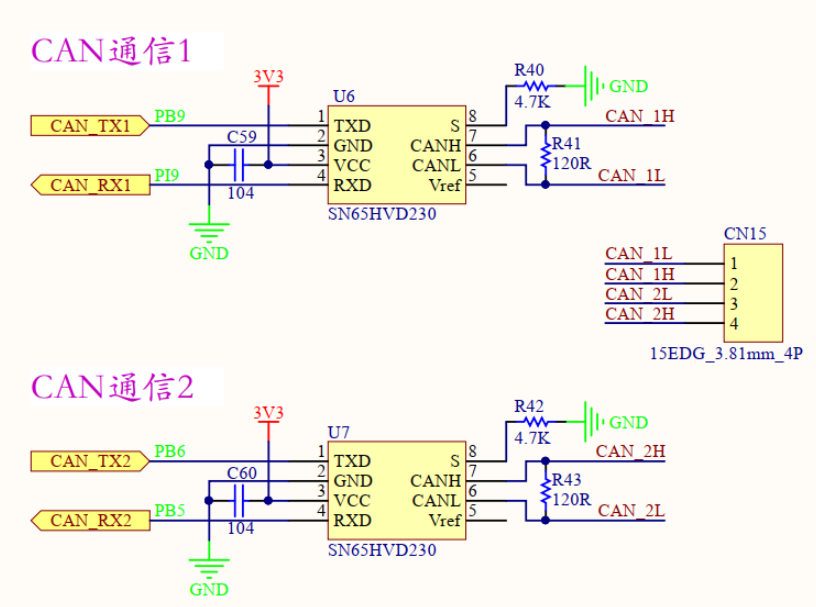 CAN通信1
3V3
R40
4.7K
GND
U6
CAN_TX1
PB9
1
TXD
S
8
CAN_1H
2
GND
CANH
7
R41
120R
C59
104
3
VCC
CANL
6
CAN_1L
CAN_RX1
PI9
4
RXD
Vref
5
SN65HVD230
GND
CN15
CAN_1L
1
CAN_1H
2
CAN_2L
3
CAN_2H
4
15EDG_3.81mm_4P
CAN通信2
3V3
R42
4.7K
GND
U7
CAN_TX2
PB6
1
TXD
S
8
CAN_2H
2
GND
CANH
7
R43
120R
C60
104
3
VCC
CANL
6
CAN_2L
CAN_RX2
PB5
4
RXD
Vref
5
SN65HVD230
GND